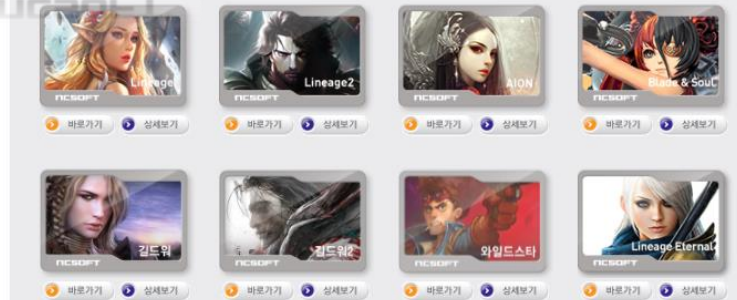 NCSOFT
Lineage
Lineage2
AION
Blade & Soul
NCSOFT
NCSOFT
NCSOFT
NCSOFT
바로가기 상세보기
바로가기 상세보기
바로가기 상세보기
바로가기 상세보기
길드워
길드워2
와일드스타
Lineage Eternal
NCSOFT
NCSOFT
NCSOFT
NCSOFT
바로가기 상세보기
바로가기 상세보기
바로가기 상세보기
바로가기 상세보기